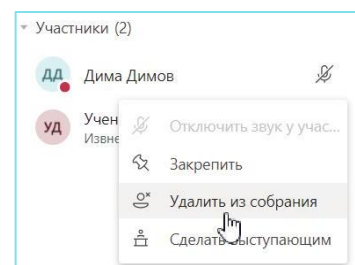 Участники (2)
ДД Дима Димов
УД Учен
Извне
Отключить звук у учас...
Закрепить
Удалить из собрания
Сделать выступающим